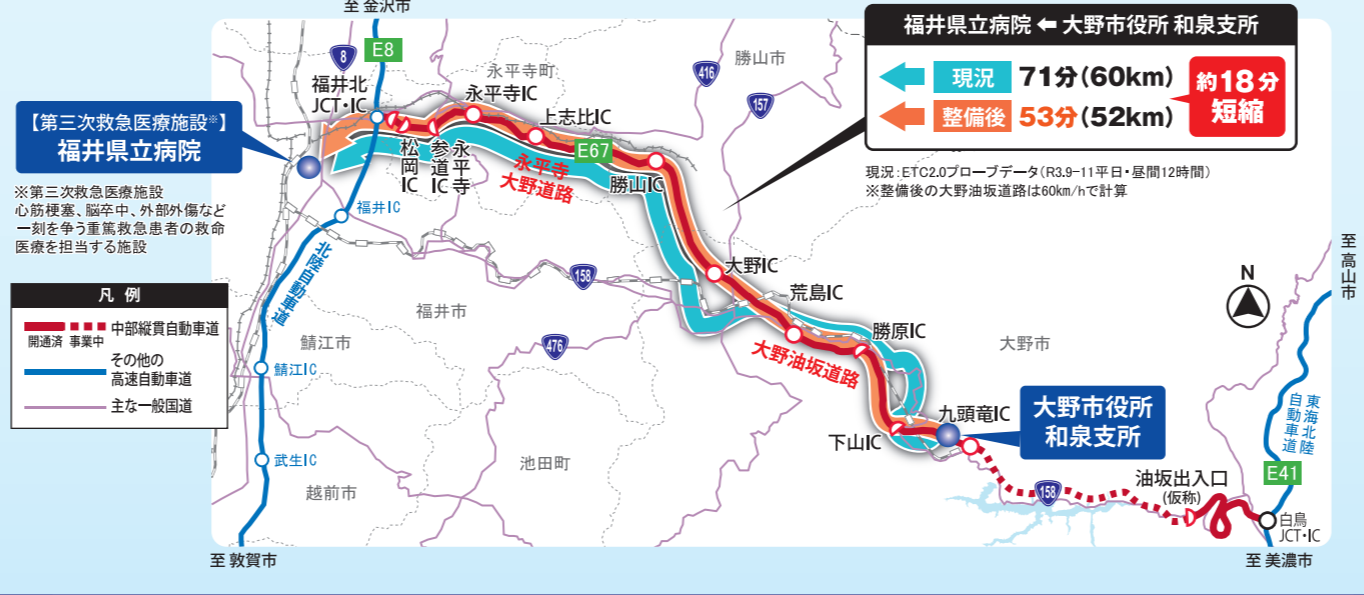 至 金沢市
福井県立病院 ← 大野市役所 和泉支所
現況 71分(60km)
整備後 53分(52km)
約18分
短縮
現況:ETC2.0プローブデータ(R3.9-11平日・昼間12時間)
※整備後の大野油坂道路は60km/hで計算
8
E8
416
157
勝山市
永平寺町
福井北
JCT・IC
永平寺IC
上志比IC
E67
松岡IC
永平寺
参道IC
永平寺
大野道路
勝山IC
【第三次救急医療施設※】
福井県立病院
※第三次救急医療施設
心筋梗塞、脳卒中、外部外傷など
一刻を争う重篤救急患者の救命
医療を担当する施設
福井IC
北陸自動車道
158
大野IC
荒島IC
勝原IC
大野油坂道路
大野市
福井市
476
凡 例
中部縦貫自動車道
開通済 事業中
その他の
高速自動車道
主な一般国道
鯖江市
鯖江IC
武生IC
越前市
池田町
下山IC
九頭竜IC
大野市役所
和泉支所
158
油坂出入口
(仮称)
N
至 高山市
東海北陸
自動車道
E41
白鳥
JCT・IC
至 敦賀市
至 美濃市